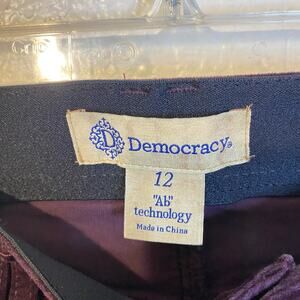 D
Democracy®
12
"Ab"
technology
Made in China